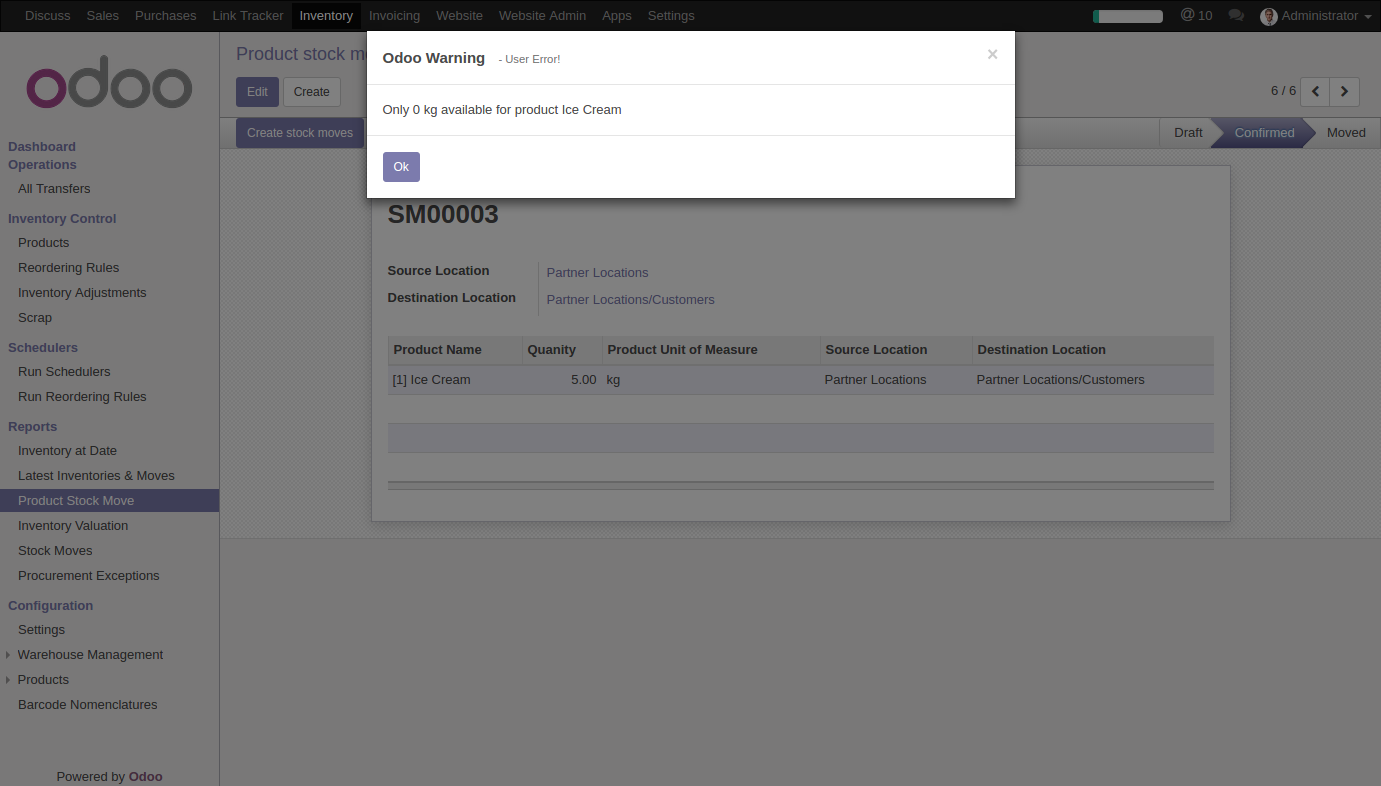 Discuss Sales Purchases Link Tracker Inventory Invoicing Website Website Admin Apps Settings @ 10 Administrator
odoo
Dashboard
Operations
All Transfers
Inventory Control
Products
Reordering Rules
Inventory Adjustments
Scrap
Schedulers
Run Schedulers
Run Reordering Rules
Reports
Inventory at Date
Latest Inventories & Moves
Product Stock Move
Inventory Valuation
Stock Moves
Procurement Exceptions
Configuration
Settings
Warehouse Management
Products
Barcode Nomenclatures
Powered by Odoo
Product stock m
Edit Create
6 / 6
Create stock moves
Draft Confirmed Moved
Odoo Warning - User Error! ×
Only 0 kg available for product Ice Cream
Ok
SM00003
Source Location Partner Locations
Destination Location Partner Locations/Customers
Product Name Quanity Product Unit of Measure Source Location Destination Location
[1] Ice Cream 5.00 kg Partner Locations Partner Locations/Customers